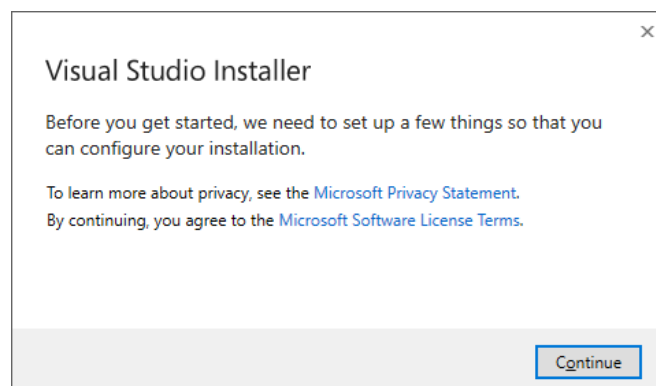 Visual Studio Installer
Before you get started, we need to set up a few things so that you
can configure your installation.
To learn more about privacy, see the Microsoft Privacy Statement.
By continuing, you agree to the Microsoft Software License Terms.
Continue